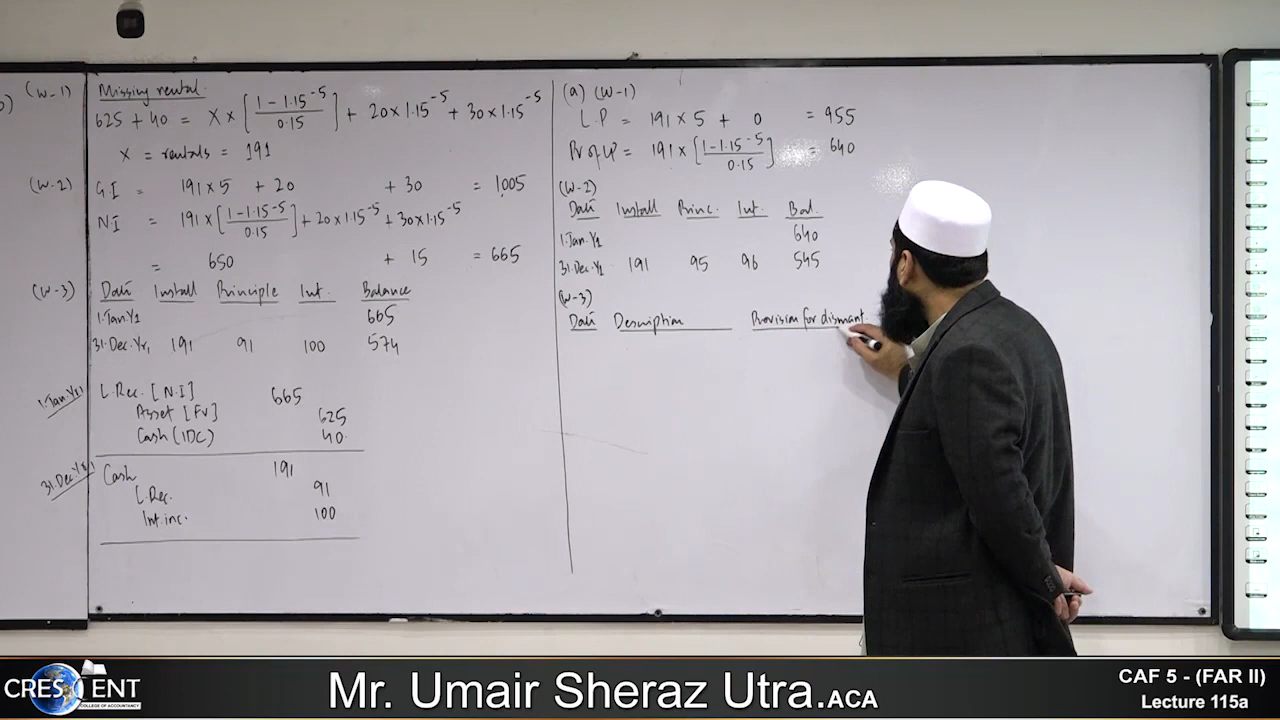 (W-1)
Missing rental.
625 + 40 = X × [1 - 1.15⁻⁵ / 0.15] + 20 × 1.15⁻⁵ + 30 × 1.15⁻⁵
X = rentals = 191
(W-2)
G.I = 191 × 5 + 20 + 30 = 1005
N.I = 191 × [1 - 1.15⁻⁵ / 0.15] + 20 × 1.15⁻⁵ + 30 × 1.15⁻⁵
= 650 + 15 = 665
(W-3)
Date Install Principle Int. Balance
1.Jan.Y1 665
31.Dec.Yr1 191 91 100 574
1.Jan.Yr1
L.Rec. [N.I] 665
Asset [FV] 625
Cash (IDC) 40
31.Dec.Yr1
Cash 191
L.Rec. 91
Int.inc. 100
(a) (W-1)
L.P = 191 × 5 + 0 = 955
PV of LP = 191 × [1 - 1.15⁻⁵ / 0.15] = 640
(W-2)
Date Install Princ. Int. Bal.
1.Jan.Y1 640
31.Dec.Y1 191 95 96 545
(W-3)
Date Description Provision for dismant
CRESCENT
COLLEGE OF ACCOUNTANCY
Mr. Umair Sheraz Utra.ACA
CAF 5 - (FAR II)
Lecture 115a